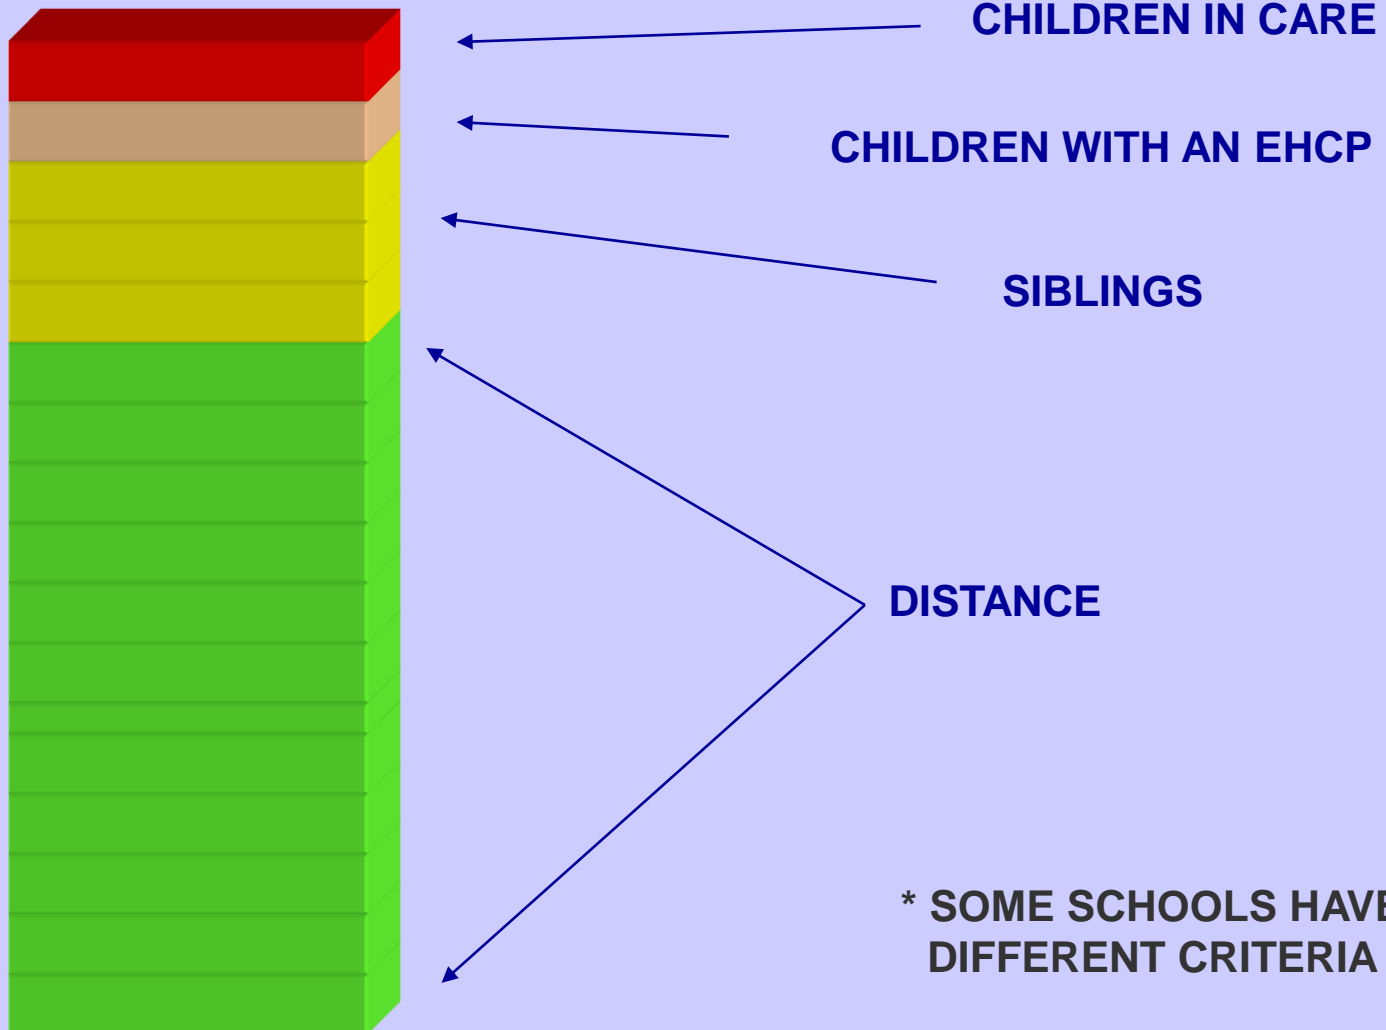 CHILDREN IN CARE
CHILDREN WITH AN EHCP
SIBLINGS
DISTANCE
* SOME SCHOOLS HAVE
DIFFERENT CRITERIA